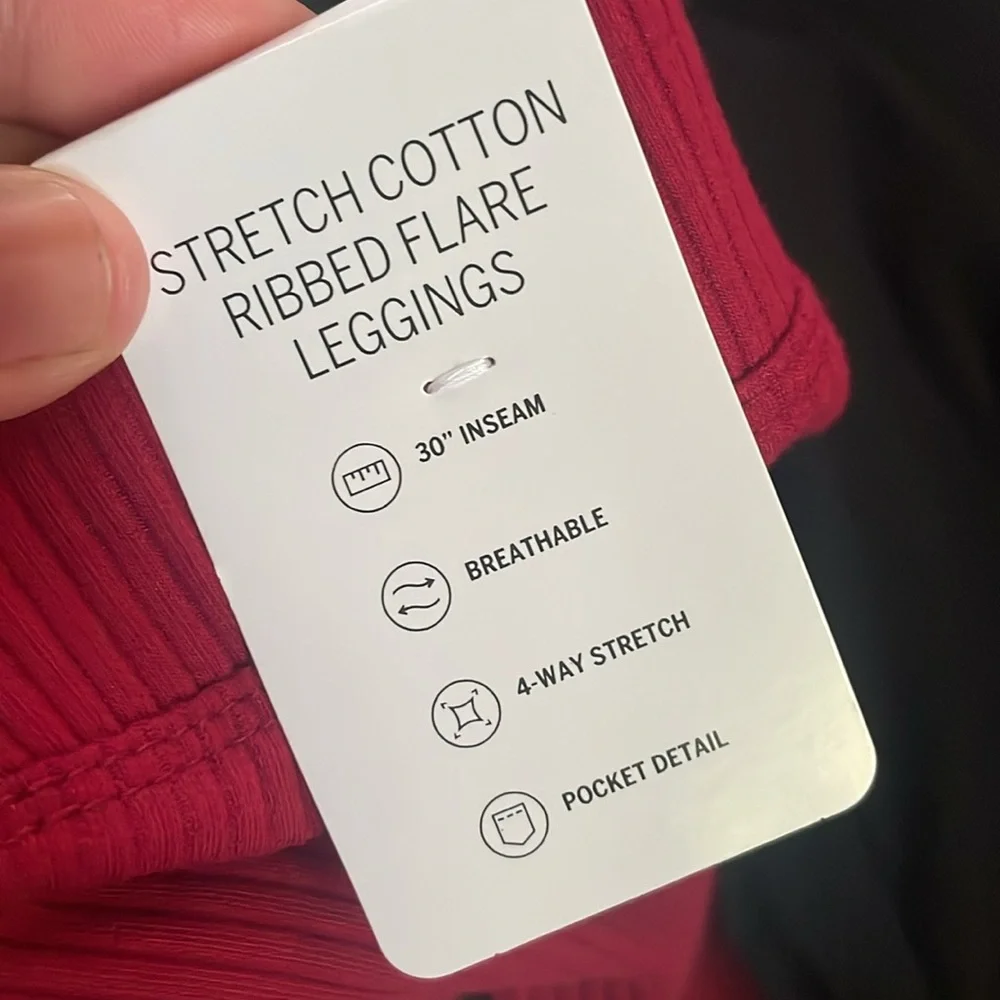 STRETCH COTTON
RIBBED FLARE
LEGGINGS
30" INSEAM
BREATHABLE
4-WAY STRETCH
POCKET DETAIL